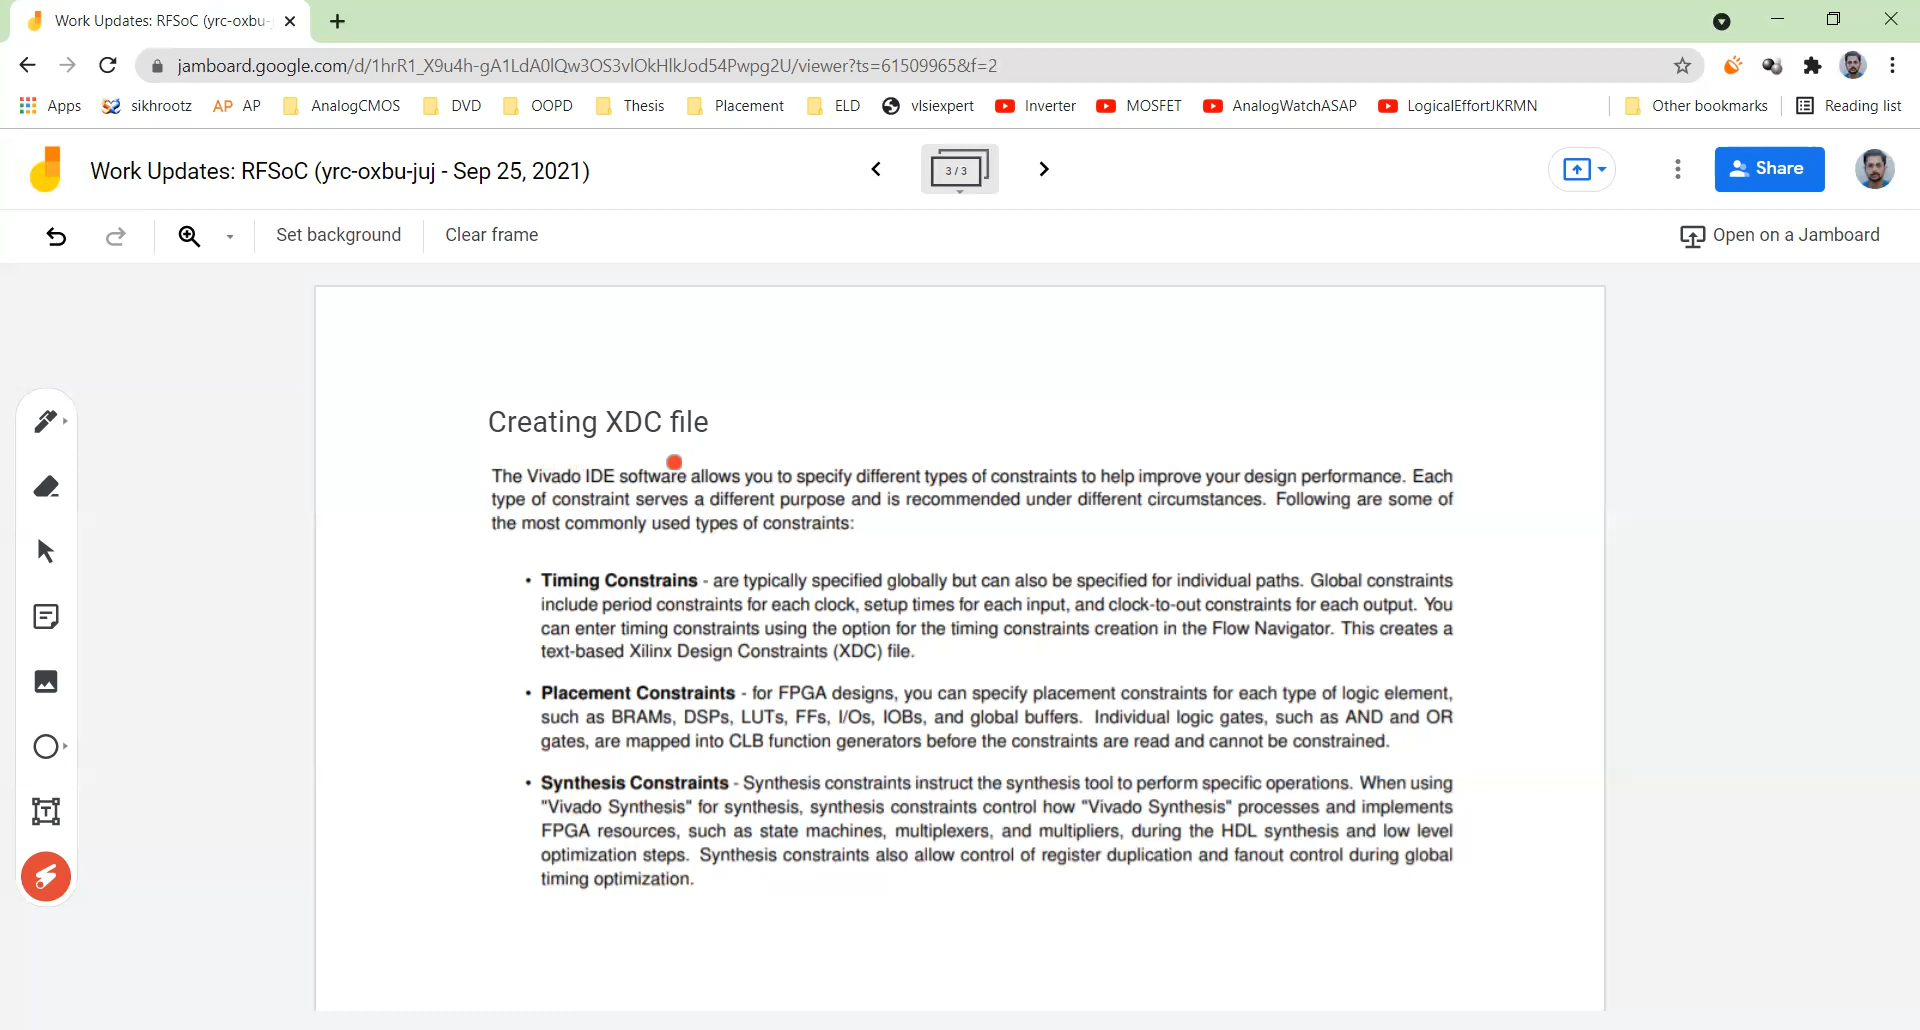 Work Updates: RFSoC (yrc-oxbu-j
jamboard.google.com/d/1hrR1_X9u4h-gA1LdA0lQw3OS3vlOkHlkJod54Pwpg2U/viewer?ts=61509965&f=2
Apps sikhrootz AP AP AnalogCMOS DVD OOPD Thesis Placement ELD vlsiexpert Inverter MOSFET AnalogWatchASAP LogicalEffortJKRMN Other bookmarks Reading list
Work Updates: RFSoC (yrc-oxbu-juj - Sep 25, 2021)
3 / 3
Share
Set background Clear frame Open on a Jamboard
Creating XDC file
The Vivado IDE software allows you to specify different types of constraints to help improve your design performance. Each
type of constraint serves a different purpose and is recommended under different circumstances. Following are some of
the most commonly used types of constraints:
• Timing Constrains - are typically specified globally but can also be specified for individual paths. Global constraints
include period constraints for each clock, setup times for each input, and clock-to-out constraints for each output. You
can enter timing constraints using the option for the timing constraints creation in the Flow Navigator. This creates a
text-based Xilinx Design Constraints (XDC) file.
• Placement Constraints - for FPGA designs, you can specify placement constraints for each type of logic element,
such as BRAMs, DSPs, LUTs, FFs, I/Os, IOBs, and global buffers. Individual logic gates, such as AND and OR
gates, are mapped into CLB function generators before the constraints are read and cannot be constrained.
• Synthesis Constraints - Synthesis constraints instruct the synthesis tool to perform specific operations. When using
"Vivado Synthesis" for synthesis, synthesis constraints control how "Vivado Synthesis" processes and implements
FPGA resources, such as state machines, multiplexers, and multipliers, during the HDL synthesis and low level
optimization steps. Synthesis constraints also allow control of register duplication and fanout control during global
timing optimization.